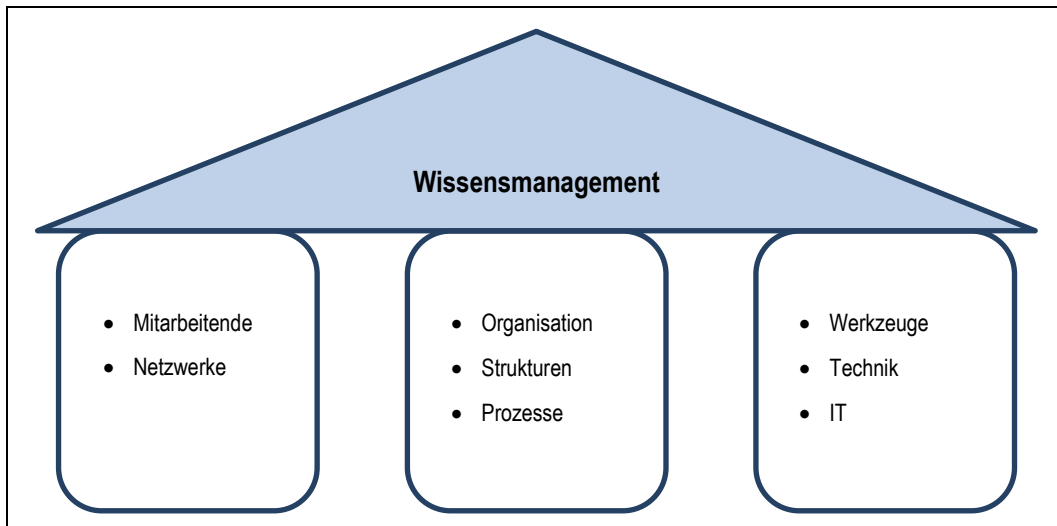 Wissensmanagement
• Mitarbeitende
• Netzwerke
• Organisation
• Strukturen
• Prozesse
• Werkzeuge
• Technik
• IT